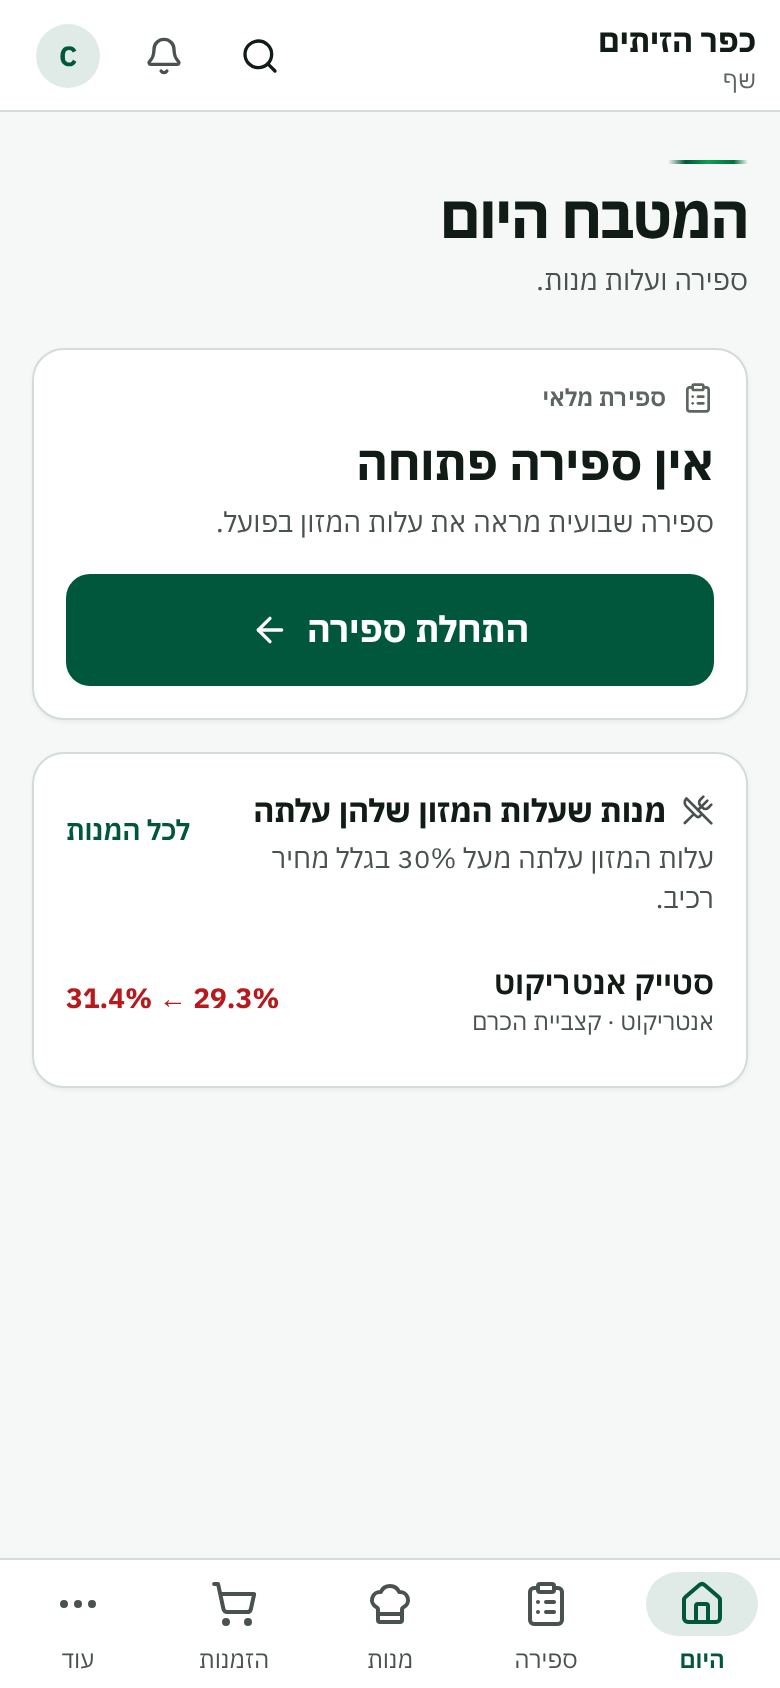 כפר הזיתים
שף
C
המטבח היום
ספירה ועלות מנות.
ספירת מלאי
אין ספירה פתוחה
ספירה שבועית מראה את עלות המזון בפועל.
התחלת ספירה ←
מנות שעלות המזון שלהן עלתה
לכל המנות
עלות המזון עלתה מעל 30% בגלל מחיר
רכיב.
סטייק אנטריקוט
29.3% ← 31.4%
אנטריקוט · קצביית הכרם
היום
ספירה
מנות
הזמנות
עוד